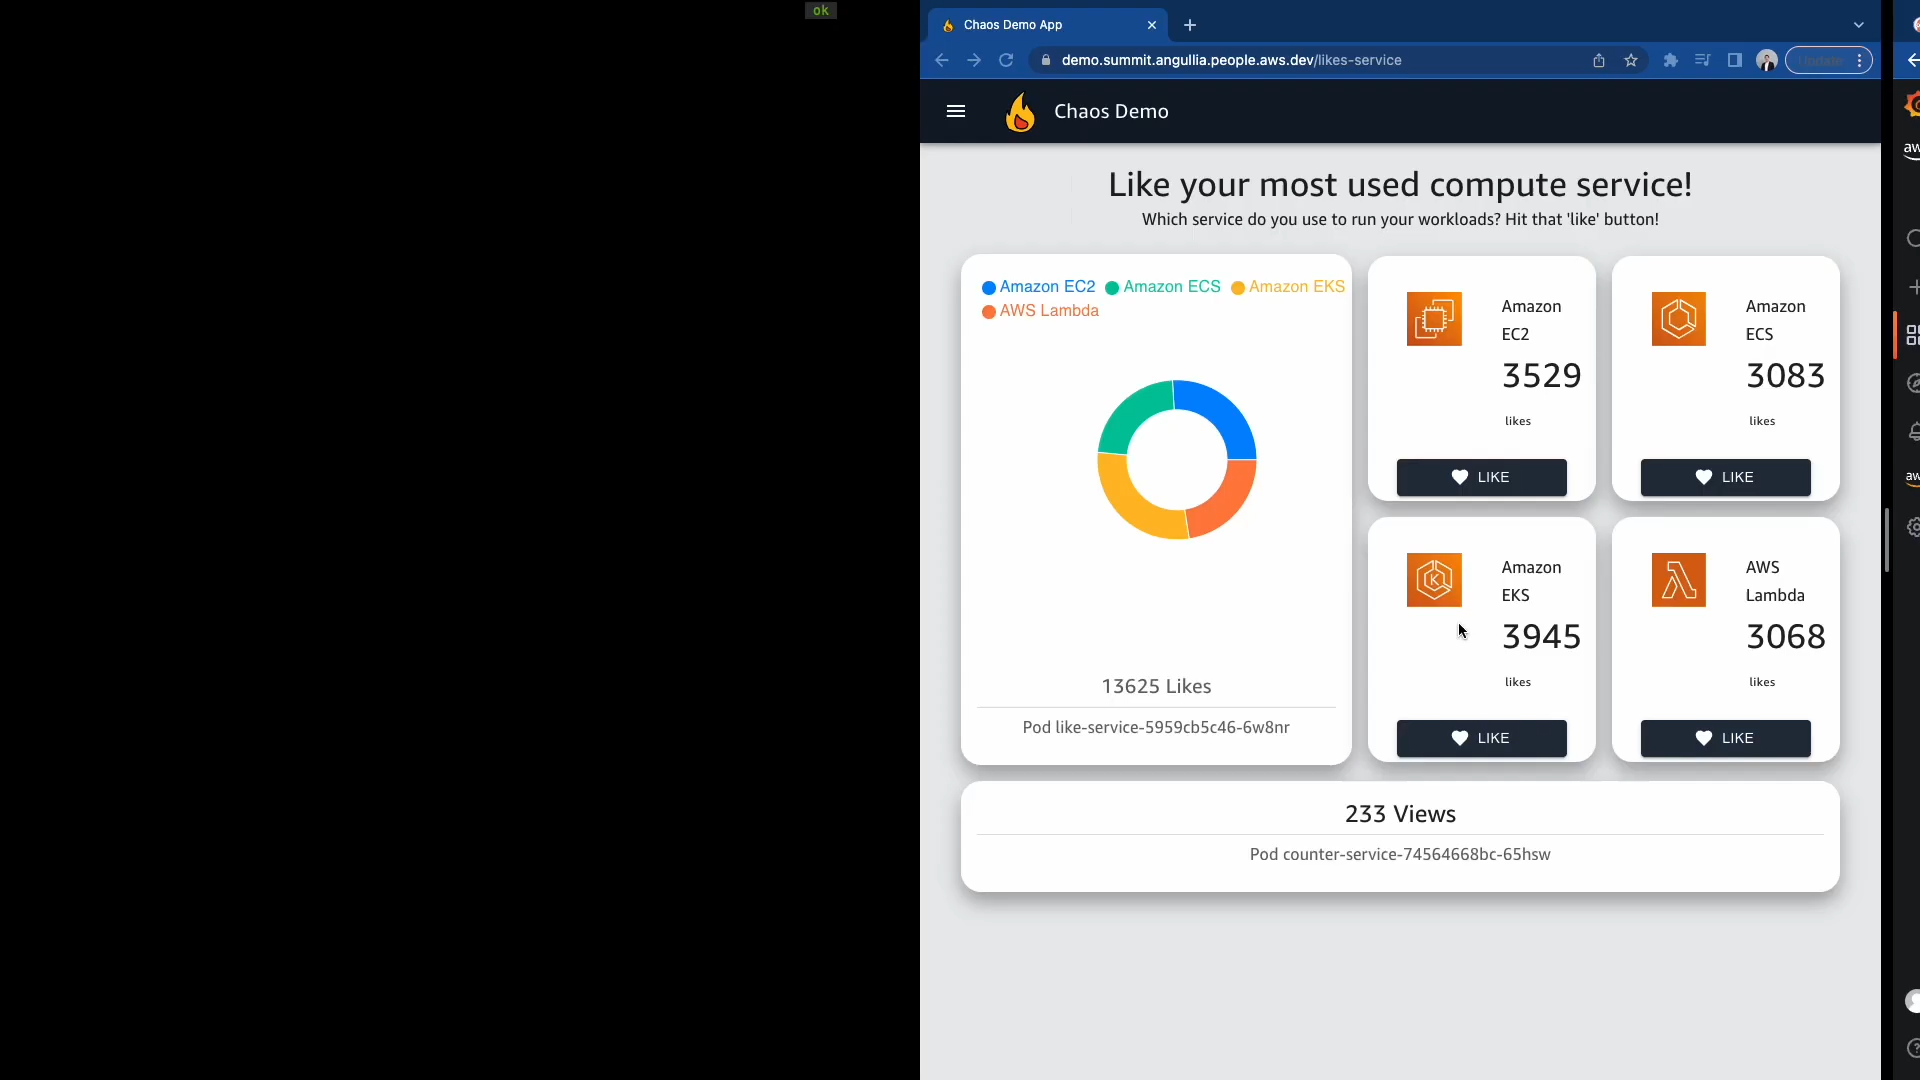 ok
Chaos Demo App
demo.summit.angullia.people.aws.dev/likes-service
Update
Chaos Demo
Like your most used compute service!
Which service do you use to run your workloads? Hit that 'like' button!
Amazon EC2 Amazon ECS Amazon EKS
AWS Lambda
13625 Likes
Pod like-service-5959cb5c46-6w8nr
Amazon
EC2
3529
likes
LIKE
Amazon
ECS
3083
likes
LIKE
Amazon
EKS
3945
likes
LIKE
AWS
Lambda
3068
likes
LIKE
233 Views
Pod counter-service-74564668bc-65hsw